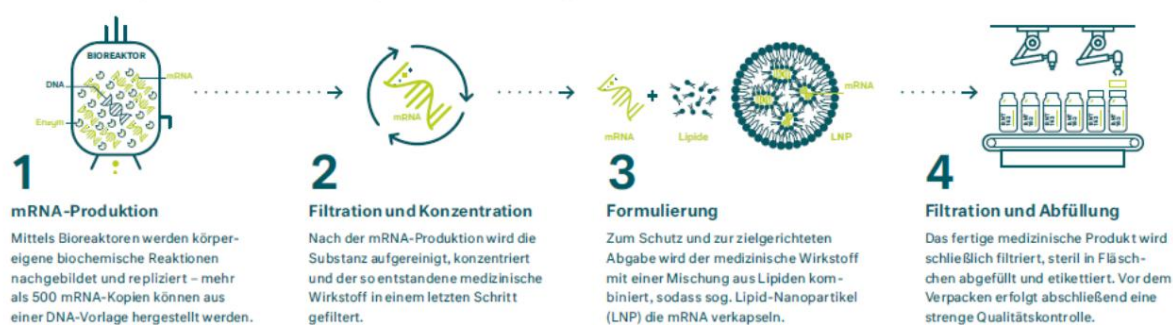 BIOREAKTOR
DNA
mRNA
Enzym
1
mRNA-Produktion
Mittels Bioreaktoren werden körper-
eigene biochemische Reaktionen
nachgebildet und repliziert – mehr
als 500 mRNA-Kopien können aus
einer DNA-Vorlage hergestellt werden.
mRNA
2
Filtration und Konzentration
Nach der mRNA-Produktion wird die
Substanz aufgereinigt, konzentriert
und der so entstandene medizinische
Wirkstoff in einem letzten Schritt
gefiltert.
mRNA
+
Lipide
mRNA
LNP
3
Formulierung
Zum Schutz und zur zielgerichteten
Abgabe wird der medizinische Wirkstoff
mit einer Mischung aus Lipiden kom-
biniert, sodass sog. Lipid-Nanopartikel
(LNP) die mRNA verkapseln.
4
Filtration und Abfüllung
Das fertige medizinische Produkt wird
schließlich filtriert, steril in Fläsch-
chen abgefüllt und etikettiert. Vor dem
Verpacken erfolgt abschließend eine
strenge Qualitätskontrolle.